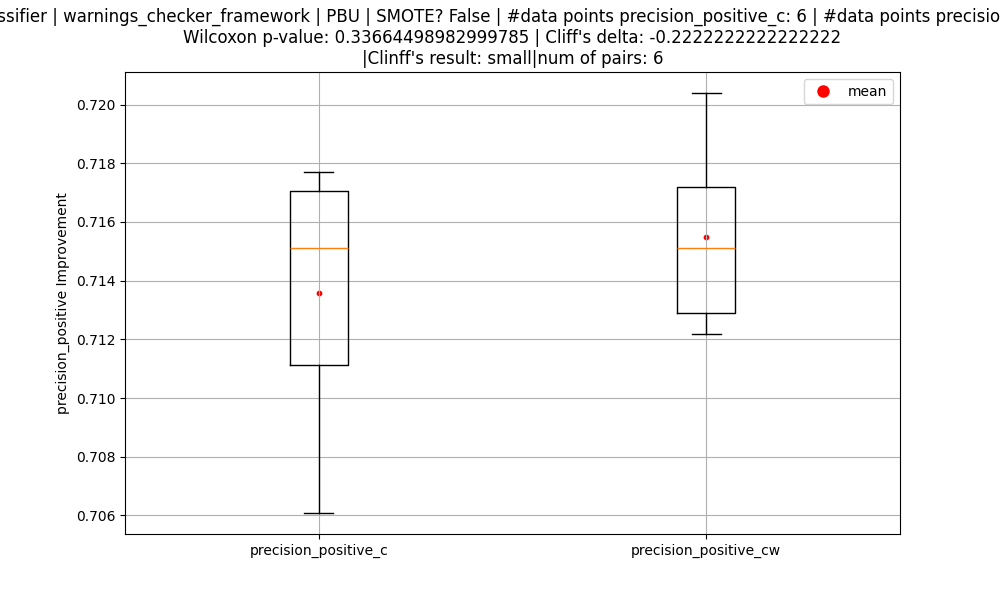 | warnings_checker_framework | PBU | SMOTE? False | #data points precision_positive_c: 6 | #data points
Wilcoxon p-value: 0.33664498982999785 | Cliff's delta: -0.2222222222222222
|Clinff's result: small|num of pairs: 6
mean
0.720
0.718
0.716
0.714
0.712
0.710
0.708
0.706
precision_positive Improvement
precision_positive_c
precision_positive_cw